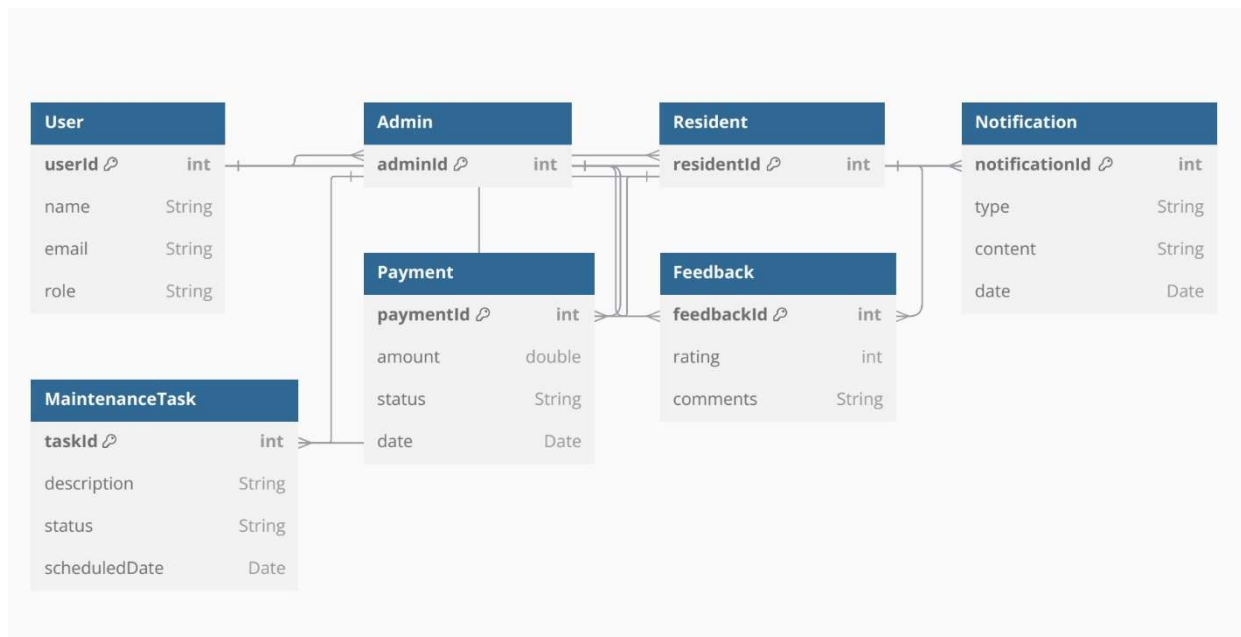 User
userId int
name String
email String
role String
Admin
adminId int
Resident
residentId int
Notification
notificationId int
type String
content String
date Date
Payment
paymentId int
amount double
status String
date Date
Feedback
feedbackId int
rating int
comments String
MaintenanceTask
taskId int
description String
status String
scheduledDate Date